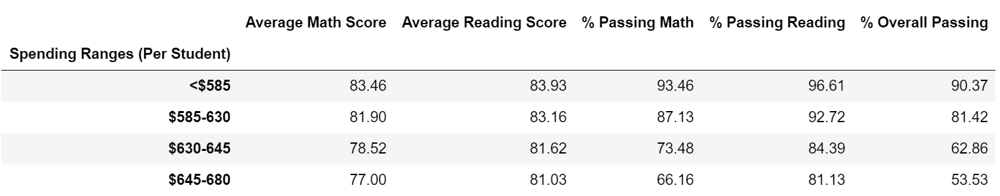 Average Math Score Average Reading Score % Passing Math % Passing Reading % Overall Passing
Spending Ranges (Per Student)
<$585 83.46 83.93 93.46 96.61 90.37
$585-630 81.90 83.16 87.13 92.72 81.42
$630-645 78.52 81.62 73.48 84.39 62.86
$645-680 77.00 81.03 66.16 81.13 53.53